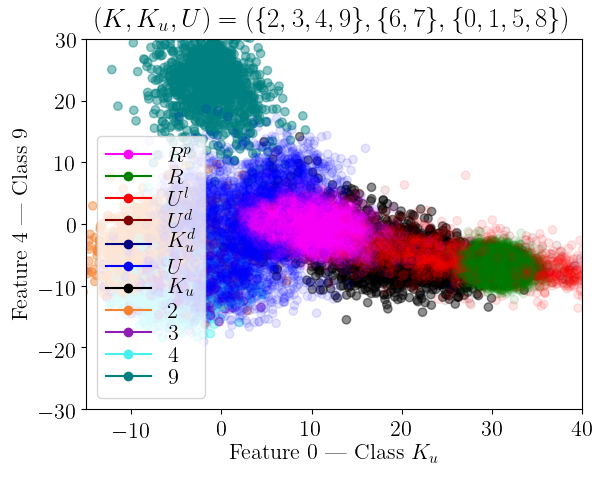 (K, K_u, U) = ({2, 3, 4, 9}, {6, 7}, {0, 1, 5, 8})
30
20
10
0
−10
−20
−30
Feature 4 — Class 9
R^p
R
U^l
U^d
K_u^d
U
K_u
2
3
4
9
−10
0
10
20
30
40
Feature 0 — Class K_u